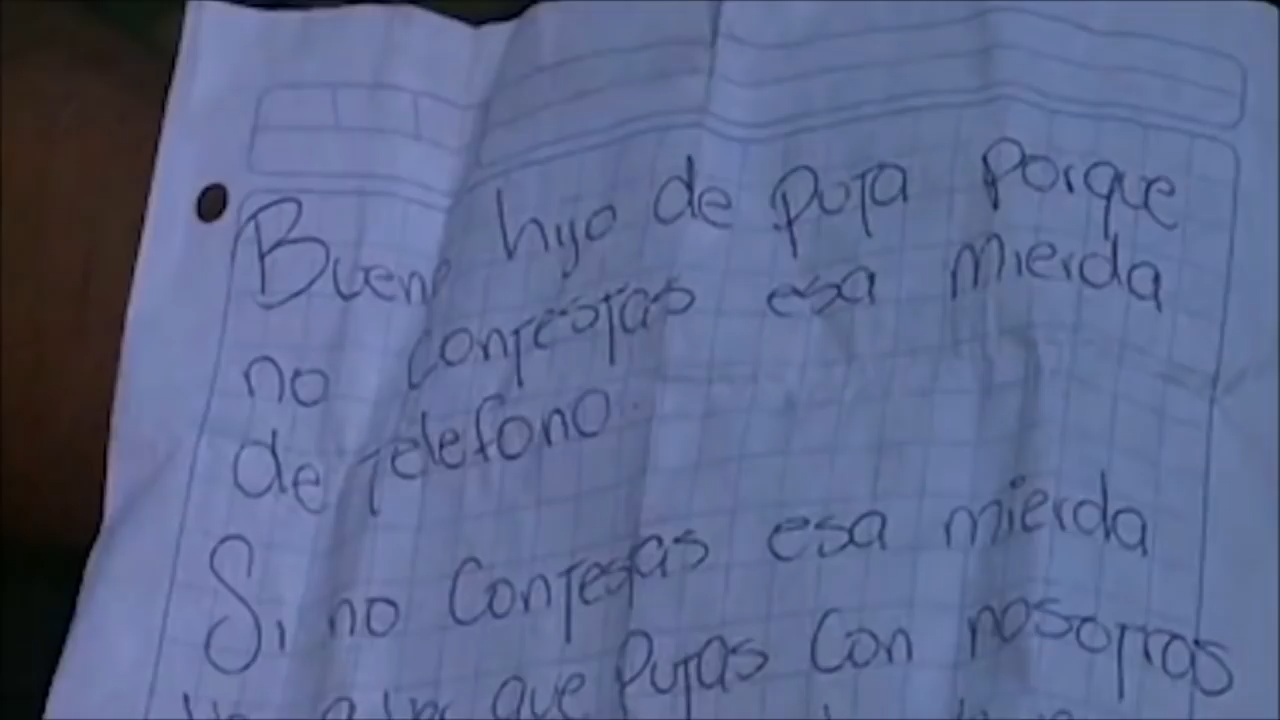 Bueno hijo de puta Porque
no contestas esa mierda
de telefono.
Si no Contestas esa mierda
que Putas Con nosotros